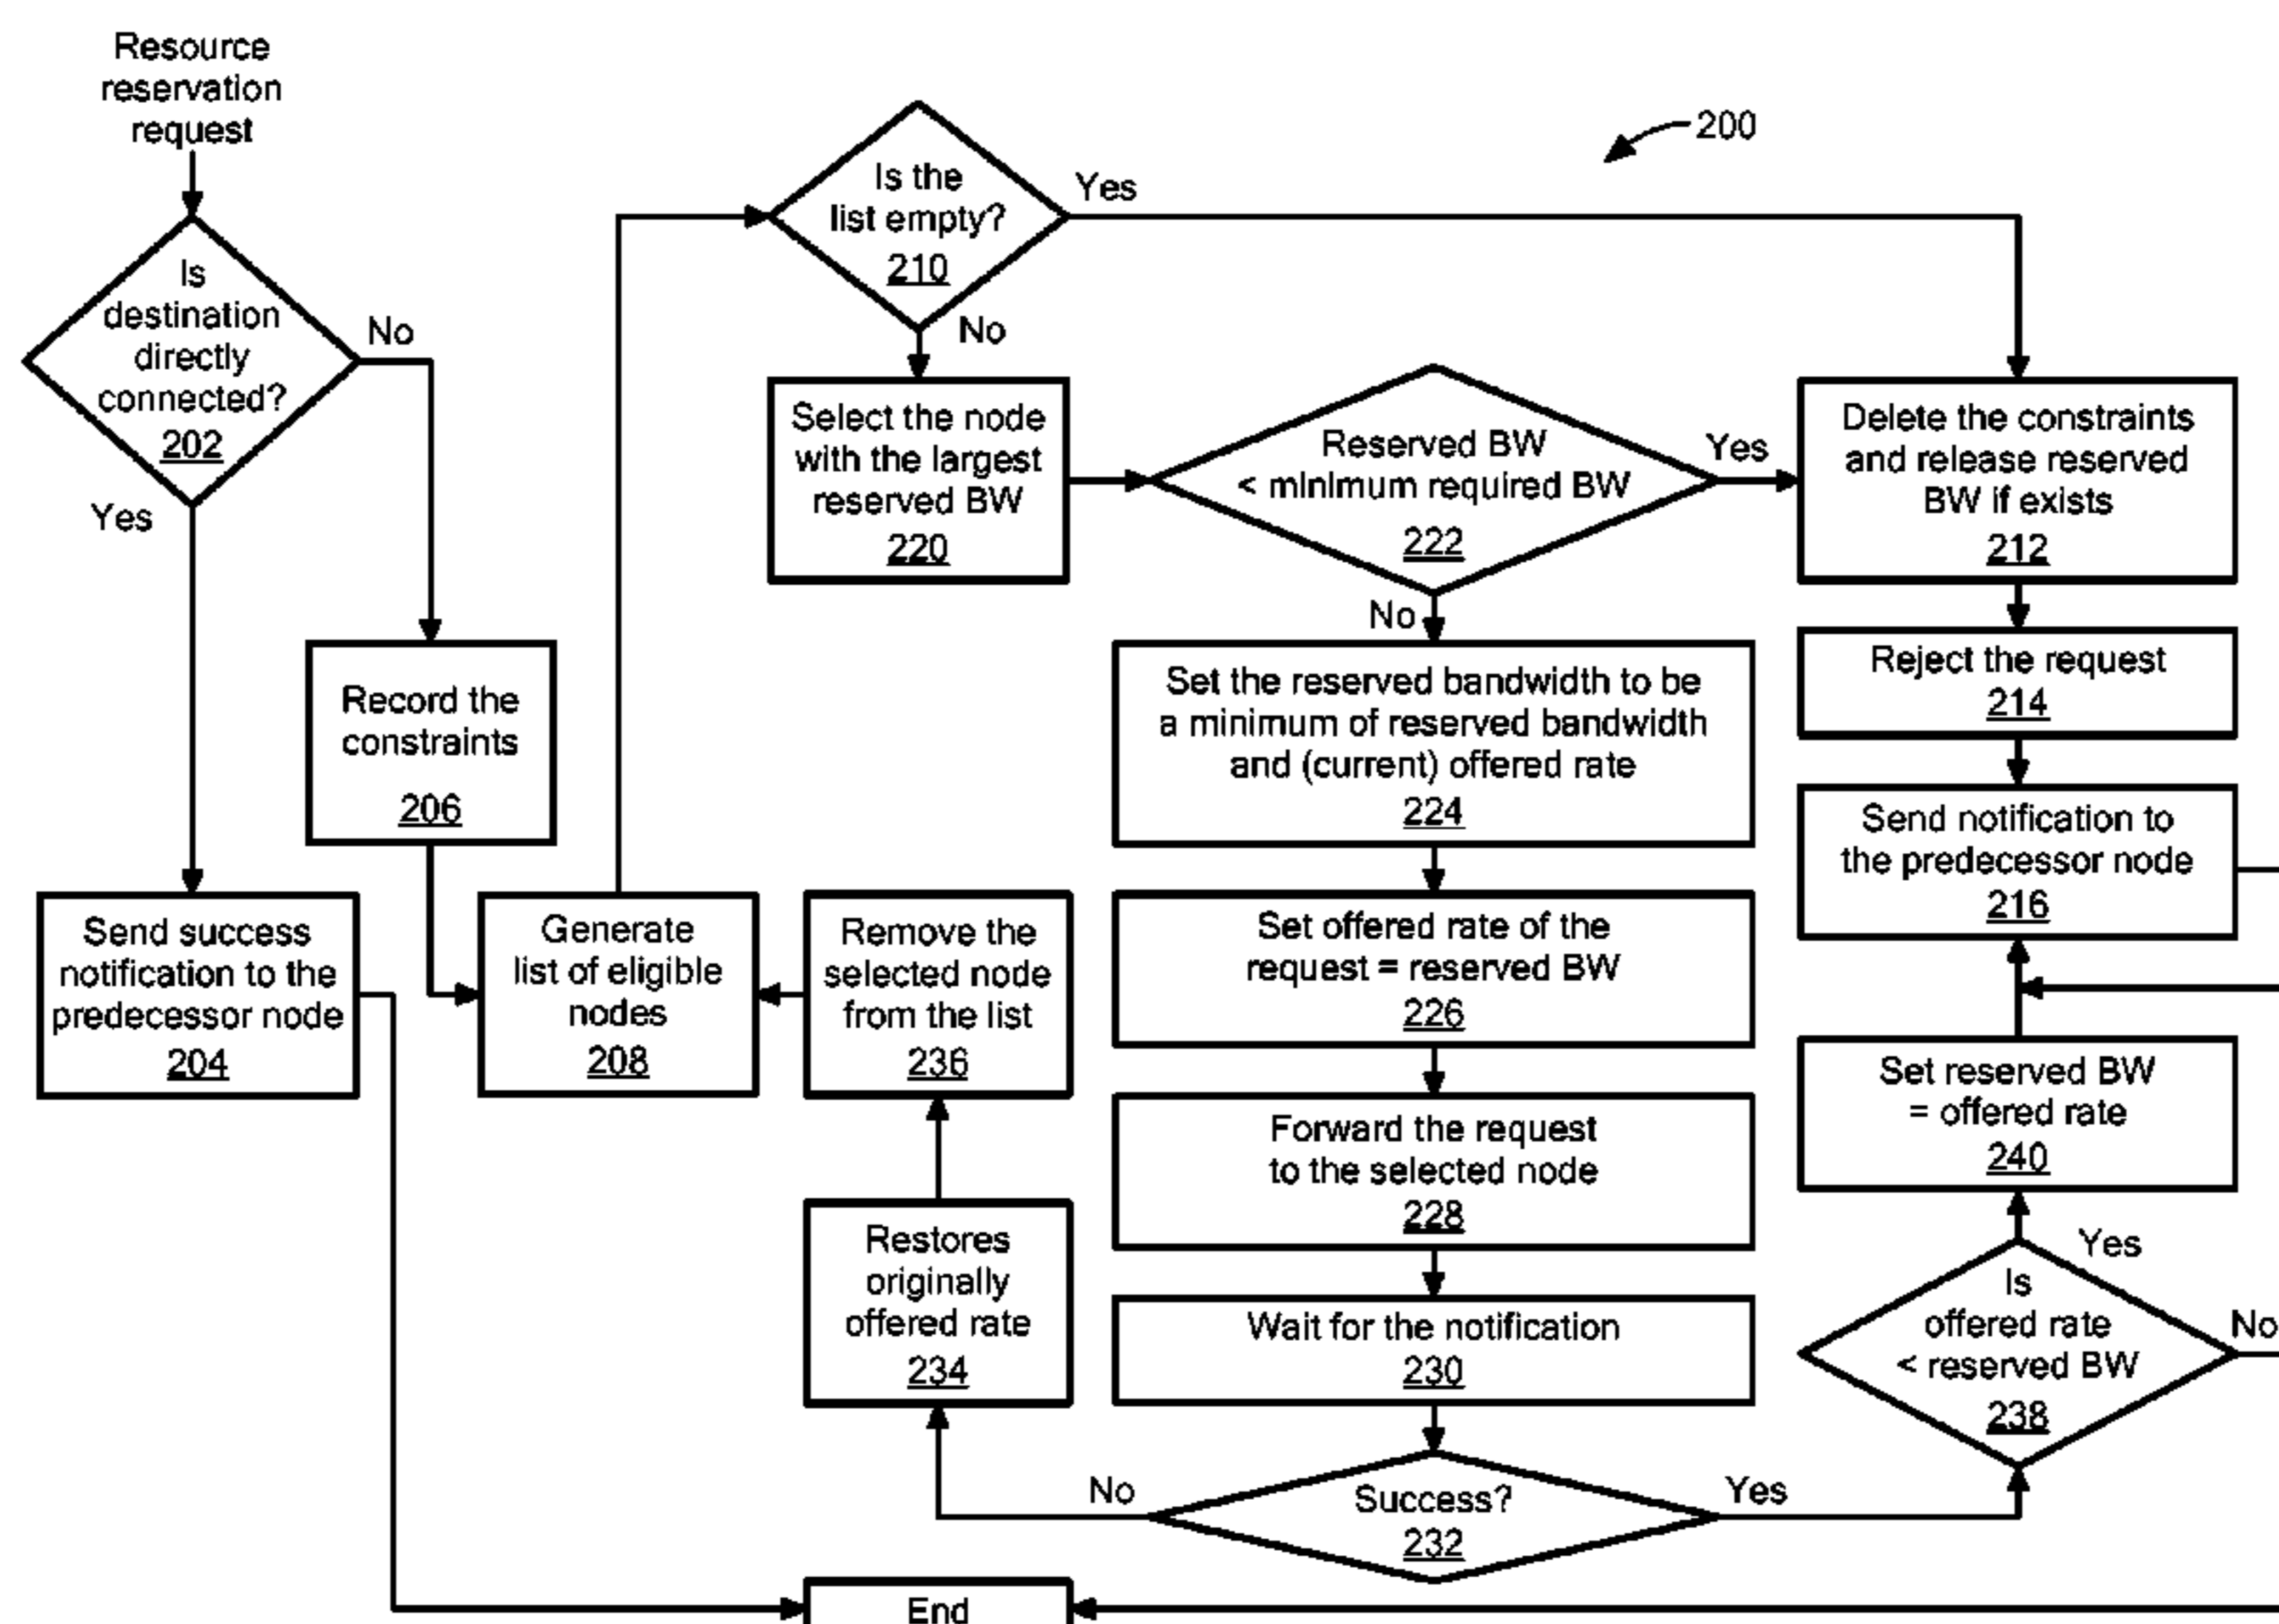 Resource
reservation
request
Is
destination
directly
connected?
202
Yes
No
Record the
constraints
206
Send success
notification to the
predecessor node
204
Generate
list of eligible
nodes
208
Is the
list empty?
210
Yes
No
200
Select the node
with the largest
reserved BW
220
Reserved BW
< minimum required BW
222
Yes
No
Delete the constraints
and release reserved
BW if exists
212
Reject the request
214
Send notification to
the predecessor node
216
Set the reserved bandwidth to be
a minimum of reserved bandwidth
and (current) offered rate
224
Set offered rate of the
request = reserved BW
226
Forward the request
to the selected node
228
Wait for the notification
230
Success?
232
No
Yes
Restores
originally
offered rate
234
Remove the
selected node
from the list
236
Is
offered rate
< reserved BW
238
Yes
No
Set reserved BW
= offered rate
240
End